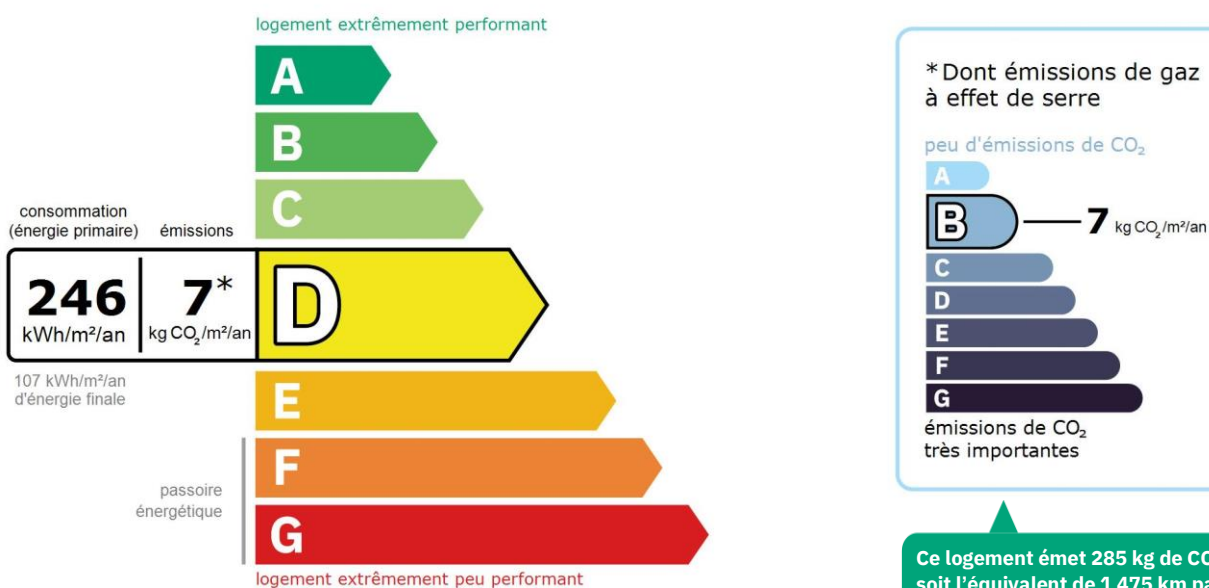 logement extrêmement performant
A
B
C
consommation
(énergie primaire)
émissions
246
kWh/m²/an
7*
kg CO₂/m²/an
D
107 kWh/m²/an
d'énergie finale
E
F
passoire
énergétique
G
logement extrêmement peu performant
*Dont émissions de gaz
à effet de serre
peu d'émissions de CO₂
A
B
7 kg CO₂/m²/an
C
D
E
F
G
émissions de CO₂
très importantes
Ce logement émet 285 kg de CO
soit l'équivalent de 1 475 km pa